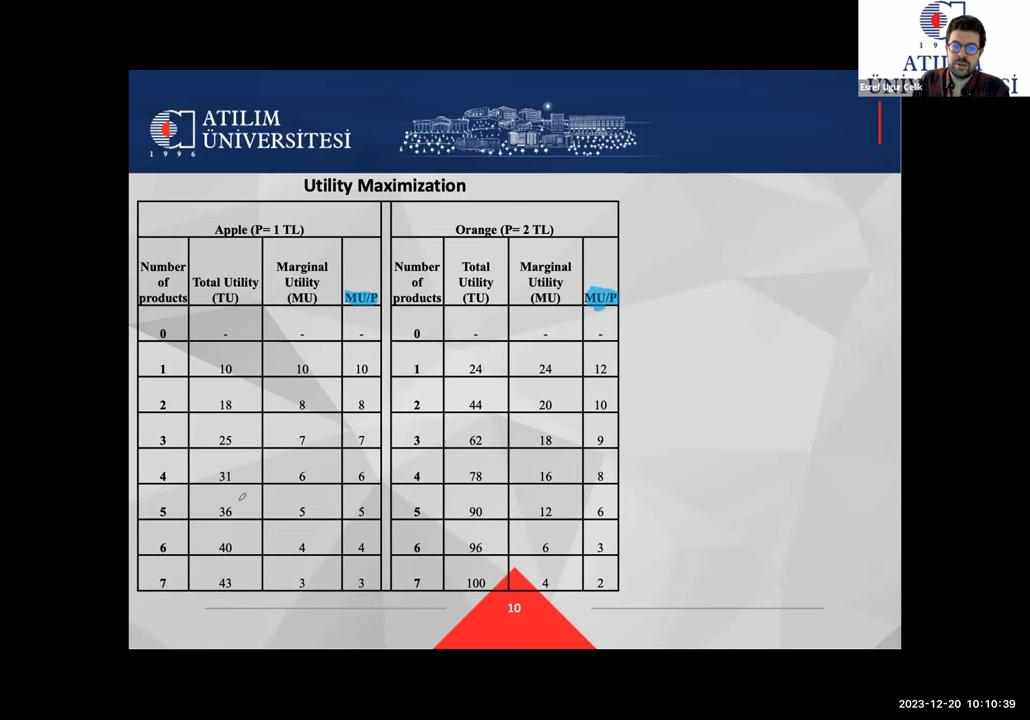 ATILIM
ÜNİVERSİTESİ
1 9 9 6
Esref Ugur Celik
Utility Maximization
Apple (P= 1 TL) Orange (P= 2 TL)
Number of products Total Utility (TU) Marginal Utility (MU) MU/P Number of products Total Utility (TU) Marginal Utility (MU) MU/P
0 - - - 0 - - -
1 10 10 10 1 24 24 12
2 18 8 8 2 44 20 10
3 25 7 7 3 62 18 9
4 31 6 6 4 78 16 8
5 36 5 5 5 90 12 6
6 40 4 4 6 96 6 3
7 43 3 3 7 100 4 2
10
2023-12-20 10:10:39